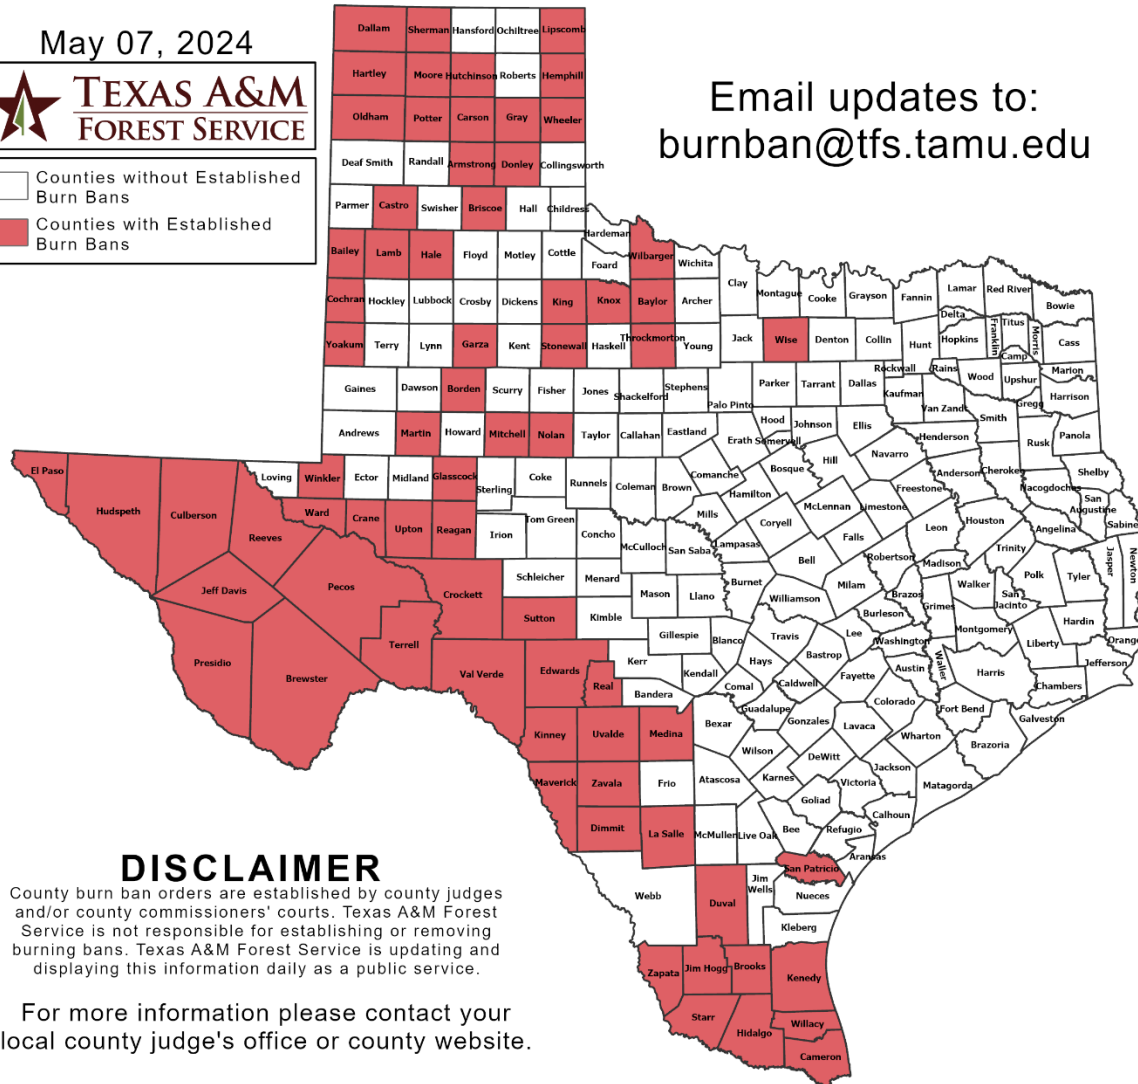 May 07, 2024
TEXAS A&M
FOREST SERVICE
Counties without Established
Burn Bans
Counties with Established
Burn Bans
Email updates to:
burnban@tfs.tamu.edu
Dallam Sherman Hansford Ochiltree Lipscomb
Hartley Moore Hutchinson Roberts Hemphill
Oldham Potter Carson Gray Wheeler
Deaf Smith Randall Armstrong Donley Collingsworth
Parmer Castro Swisher Briscoe Hall Childress
Hardeman
Bailey Lamb Hale Floyd Motley Cottle Foard Wilbarger Wichita
Clay Montague Cooke Grayson Fannin Lamar Red River Bowie
Cochran Hockley Lubbock Crosby Dickens King Knox Baylor Archer
Delta Titus Franklin Morris
Yoakum Terry Lynn Garza Kent Stonewall Haskell Throckmorton Young Jack Wise Denton Collin Hunt Hopkins Camp Cass
Rockwall Rains Marion
Gaines Dawson Borden Scurry Fisher Jones Shackelford Stephens Palo Pinto Parker Tarrant Dallas Kaufman Van Zandt Wood Upshur Gregg Harrison
Andrews Martin Howard Mitchell Nolan Taylor Callahan Eastland Erath Hood Somervell Johnson Ellis Henderson Smith Rusk Panola
El Paso Hudspeth Culberson Reeves Loving Winkler Ector Midland Glasscock Sterling Coke Runnels Coleman Brown Comanche Bosque Hill Navarro Anderson Cherokee Nacogdoches Shelby
Hamilton Freestone San Augustine Sabine
Ward Crane Upton Reagan Irion Tom Green Concho Mills Coryell McLennan Limestone Leon Houston Angelina
McCulloch San Saba Lampasas Falls Robertson Madison Trinity Jasper Newton
Jeff Davis Pecos Crockett Schleicher Menard Mason Llano Burnet Bell Milam Brazos Grimes Walker San Jacinto Polk Tyler
Terrell Sutton Kimble Gillespie Blanco Williamson Burleson Washington Montgomery Liberty Hardin Orange
Travis Lee
Presidio Brewster Val Verde Edwards Real Kerr Kendall Bandera Hays Comal Bastrop Caldwell Fayette Austin Waller Harris Chambers Jefferson
Guadalupe Gonzales Colorado Fort Bend Galveston
Kinney Uvalde Medina Bexar Wilson Lavaca Wharton Brazoria
DeWitt
Maverick Zavala Frio Atascosa Karnes Victoria Jackson Matagorda
Goliad Calhoun
Dimmit La Salle McMullen Live Oak Bee Refugio
Aransas
San Patricio
Webb Duval Jim Wells Nueces
Kleberg
Zapata Jim Hogg Brooks Kenedy
Starr Hidalgo Willacy
Cameron
DISCLAIMER
County burn ban orders are established by county judges
and/or county commissioners' courts. Texas A&M Forest
Service is not responsible for establishing or removing
burning bans. Texas A&M Forest Service is updating and
displaying this information daily as a public service.
For more information please contact your
local county judge's office or county website.